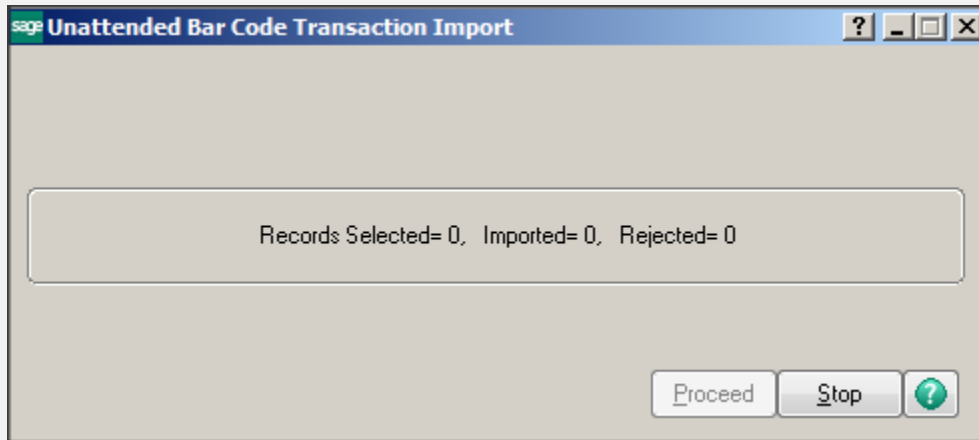 sage Unattended Bar Code Transaction Import ?
Records Selected= 0, Imported= 0, Rejected= 0
Proceed Stop ?